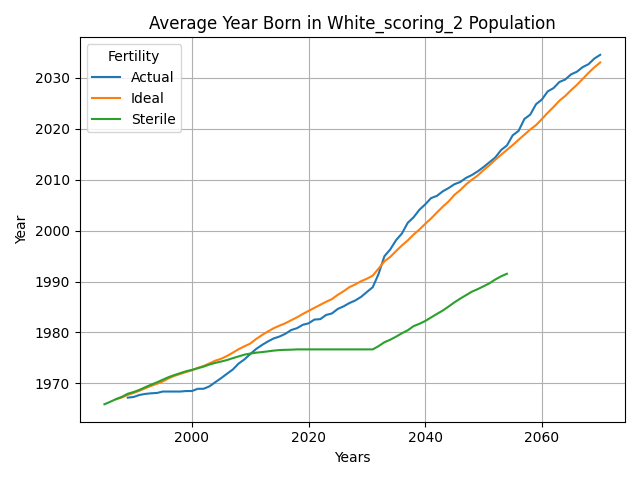 Average Year Born in White_scoring_2 Population
Fertility
Actual
Ideal
Sterile
2030
2020
2010
2000
1990
1980
1970
Year
2000
2020
2040
2060
Years